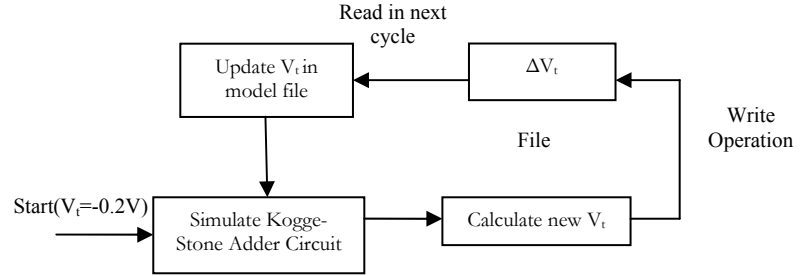 Read in next
cycle
Update Vₜ in
model file
ΔVₜ
Write
Operation
File
Start(Vₜ=-0.2V)
Simulate Kogge-
Stone Adder Circuit
Calculate new Vₜ